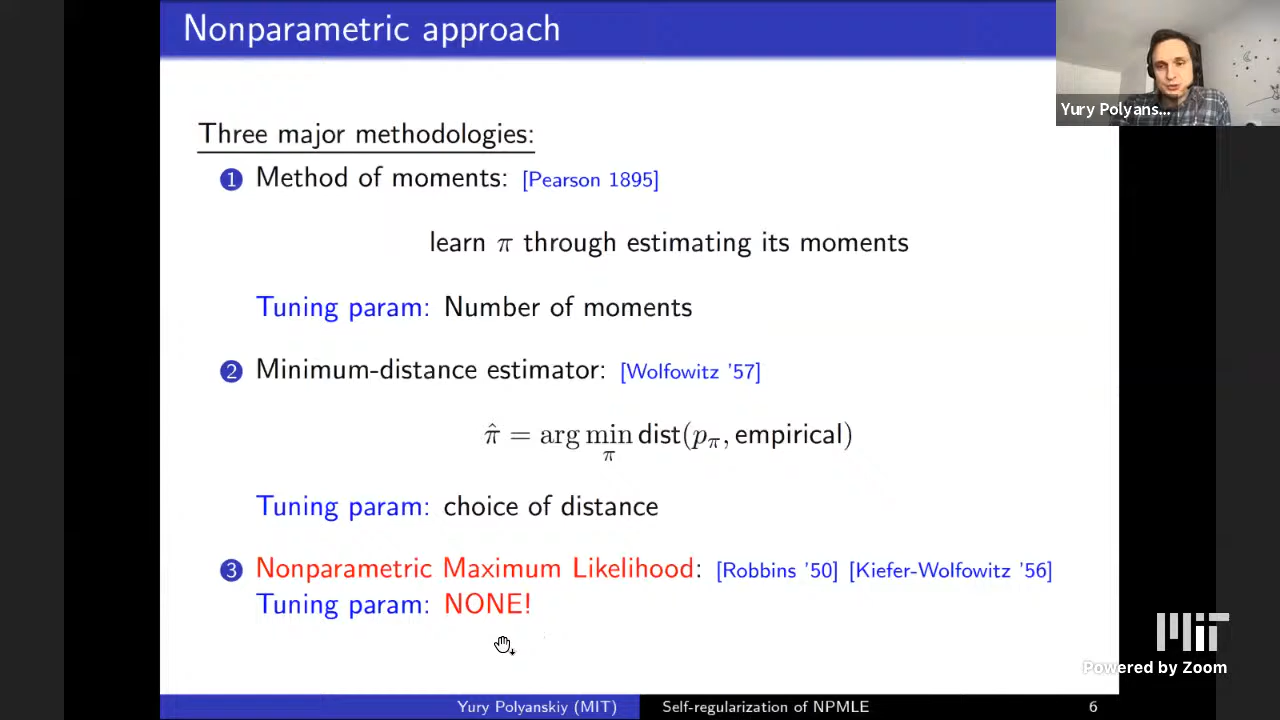 Nonparametric approach
Yury Polyans...
Three major methodologies:
1 Method of moments: [Pearson 1895]
learn π through estimating its moments
Tuning param: Number of moments
2 Minimum-distance estimator: [Wolfowitz '57]
π̂ = arg min dist(pπ, empirical)
π
Tuning param: choice of distance
3 Nonparametric Maximum Likelihood: [Robbins '50] [Kiefer-Wolfowitz '56]
Tuning param: NONE!
MIT
Powered by Zoom
Yury Polyanskiy (MIT) Self-regularization of NPMLE 6